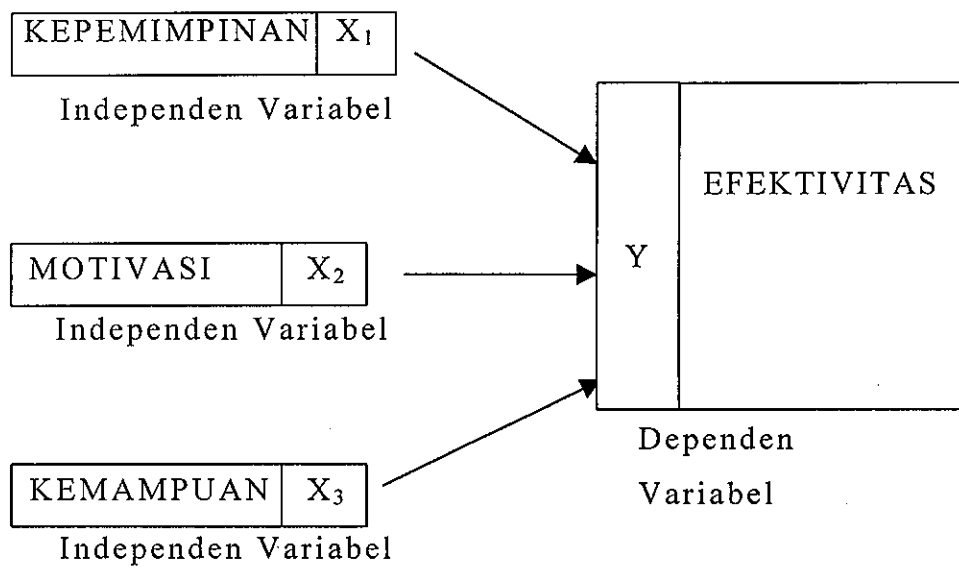 KEPEMIMPINAN X₁
Independen Variabel
MOTIVASI X₂
Independen Variabel
KEMAMPUAN X₃
Independen Variabel
Y EFEKTIVITAS
Dependen
Variabel